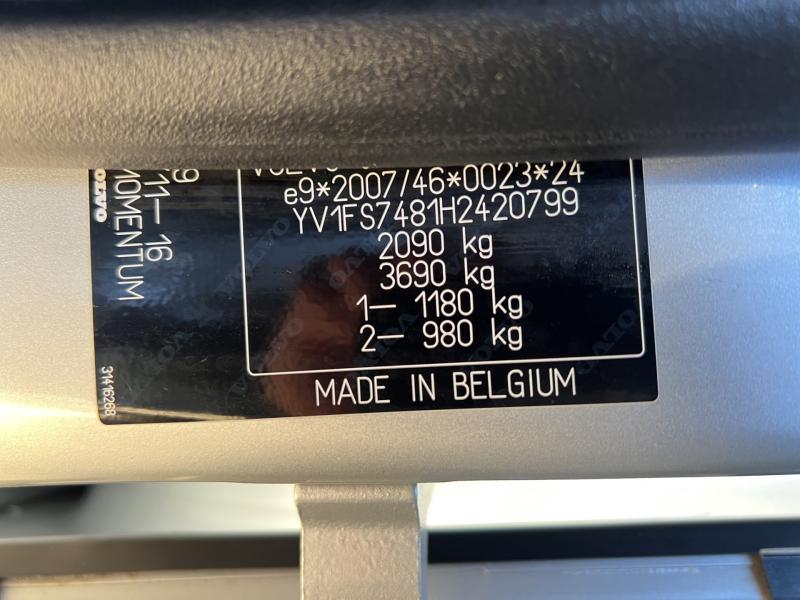 e9*2007/46*0023*24
YV1FS7481H2420799
2090 kg
3690 kg
1– 1180 kg
2– 980 kg
MADE IN BELGIUM
VOLVO
11–16
MOMENTUM
31416268